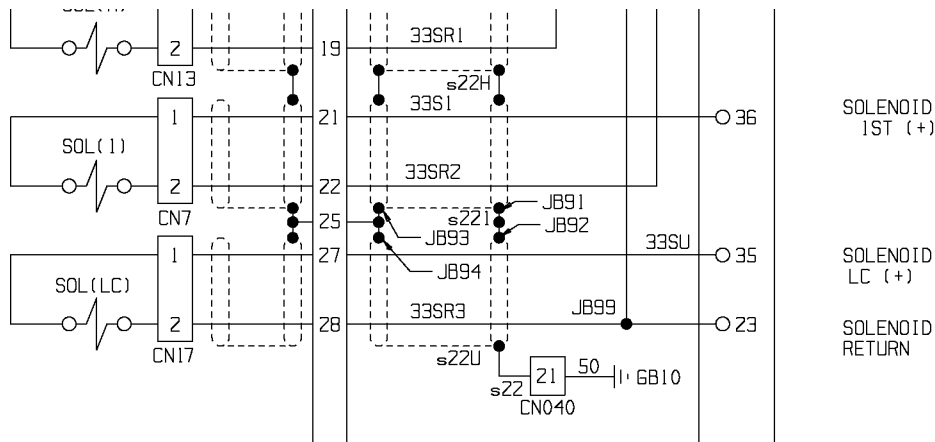 2
19
33SR1
CN13
s22H
1
21
33S1
36
SOLENOID
1ST (+)
SOL(1)
2
22
33SR2
CN7
JB91
25
s221
JB92
JB93
1
27
33SU
35
SOLENOID
LC (+)
JB94
SOL(LC)
2
28
33SR3
JB99
23
SOLENOID
RETURN
CN17
s22U
s22
21
50
GB10
CN040